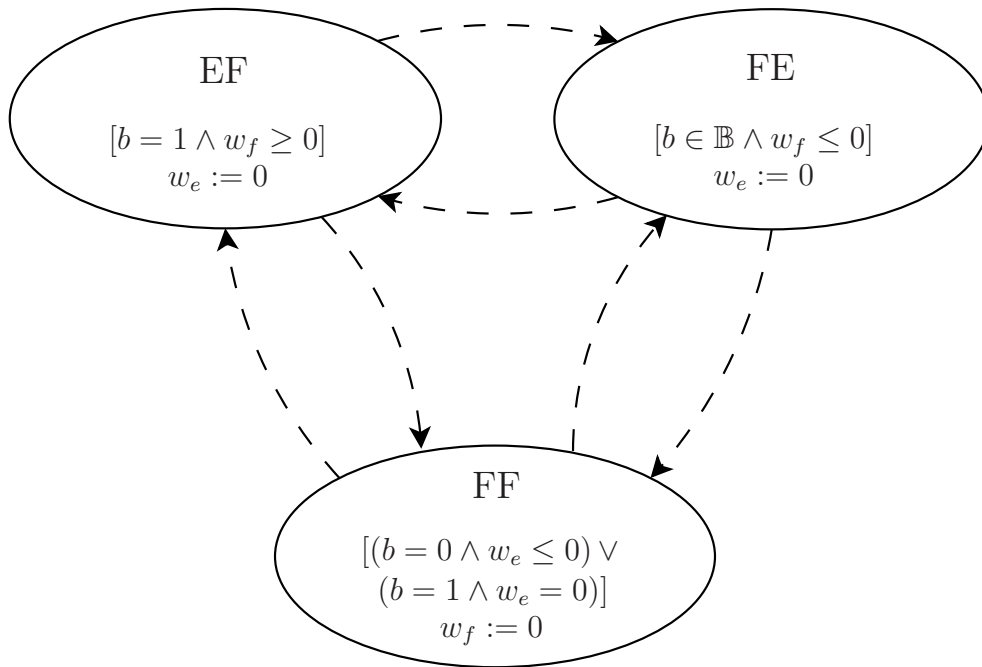 EF
[b = 1 ∧ w_f ≥ 0]
w_e := 0
FE
[b ∈ 𝔹 ∧ w_f ≤ 0]
w_e := 0
FF
[(b = 0 ∧ w_e ≤ 0) ∨
(b = 1 ∧ w_e = 0)]
w_f := 0